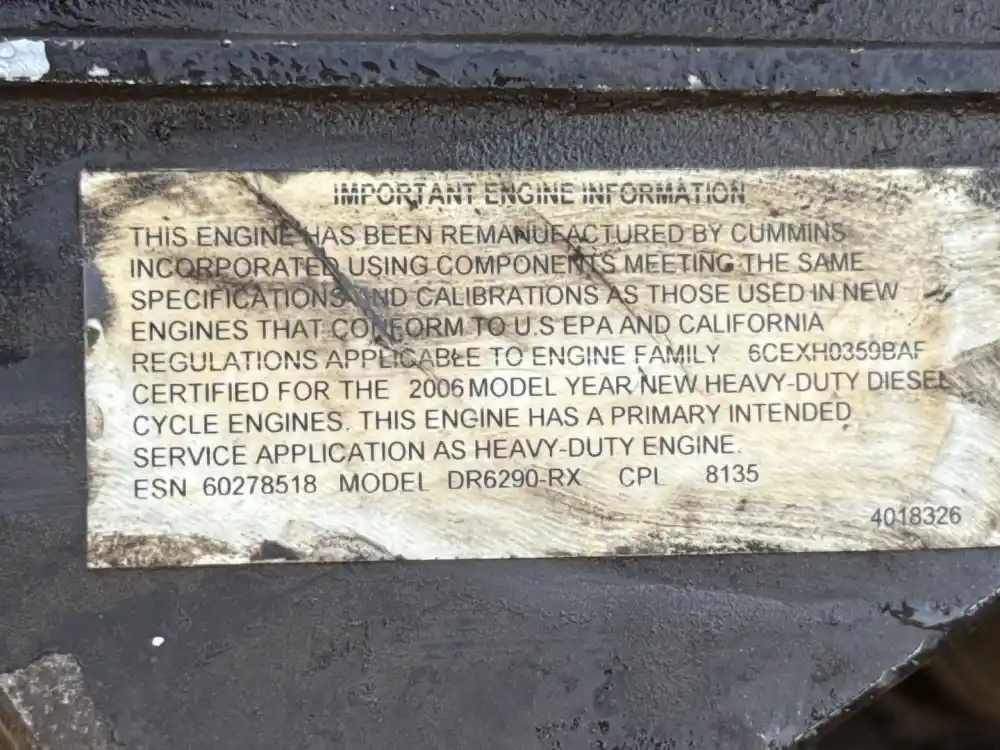 IMPORTANT ENGINE INFORMATION
THIS ENGINE HAS BEEN REMANUFACTURED BY CUMMINS
INCORPORATED USING COMPONENTS MEETING THE SAME
SPECIFICATIONS AND CALIBRATIONS AS THOSE USED IN NEW
ENGINES THAT CONFORM TO U.S EPA AND CALIFORNIA
REGULATIONS APPLICABLE TO ENGINE FAMILY 6CEXH0359BAF
CERTIFIED FOR THE 2006 MODEL YEAR NEW HEAVY-DUTY DIESEL
CYCLE ENGINES. THIS ENGINE HAS A PRIMARY INTENDED
SERVICE APPLICATION AS HEAVY-DUTY ENGINE.
ESN 60278518 MODEL DR6290-RX CPL 8135
4018326